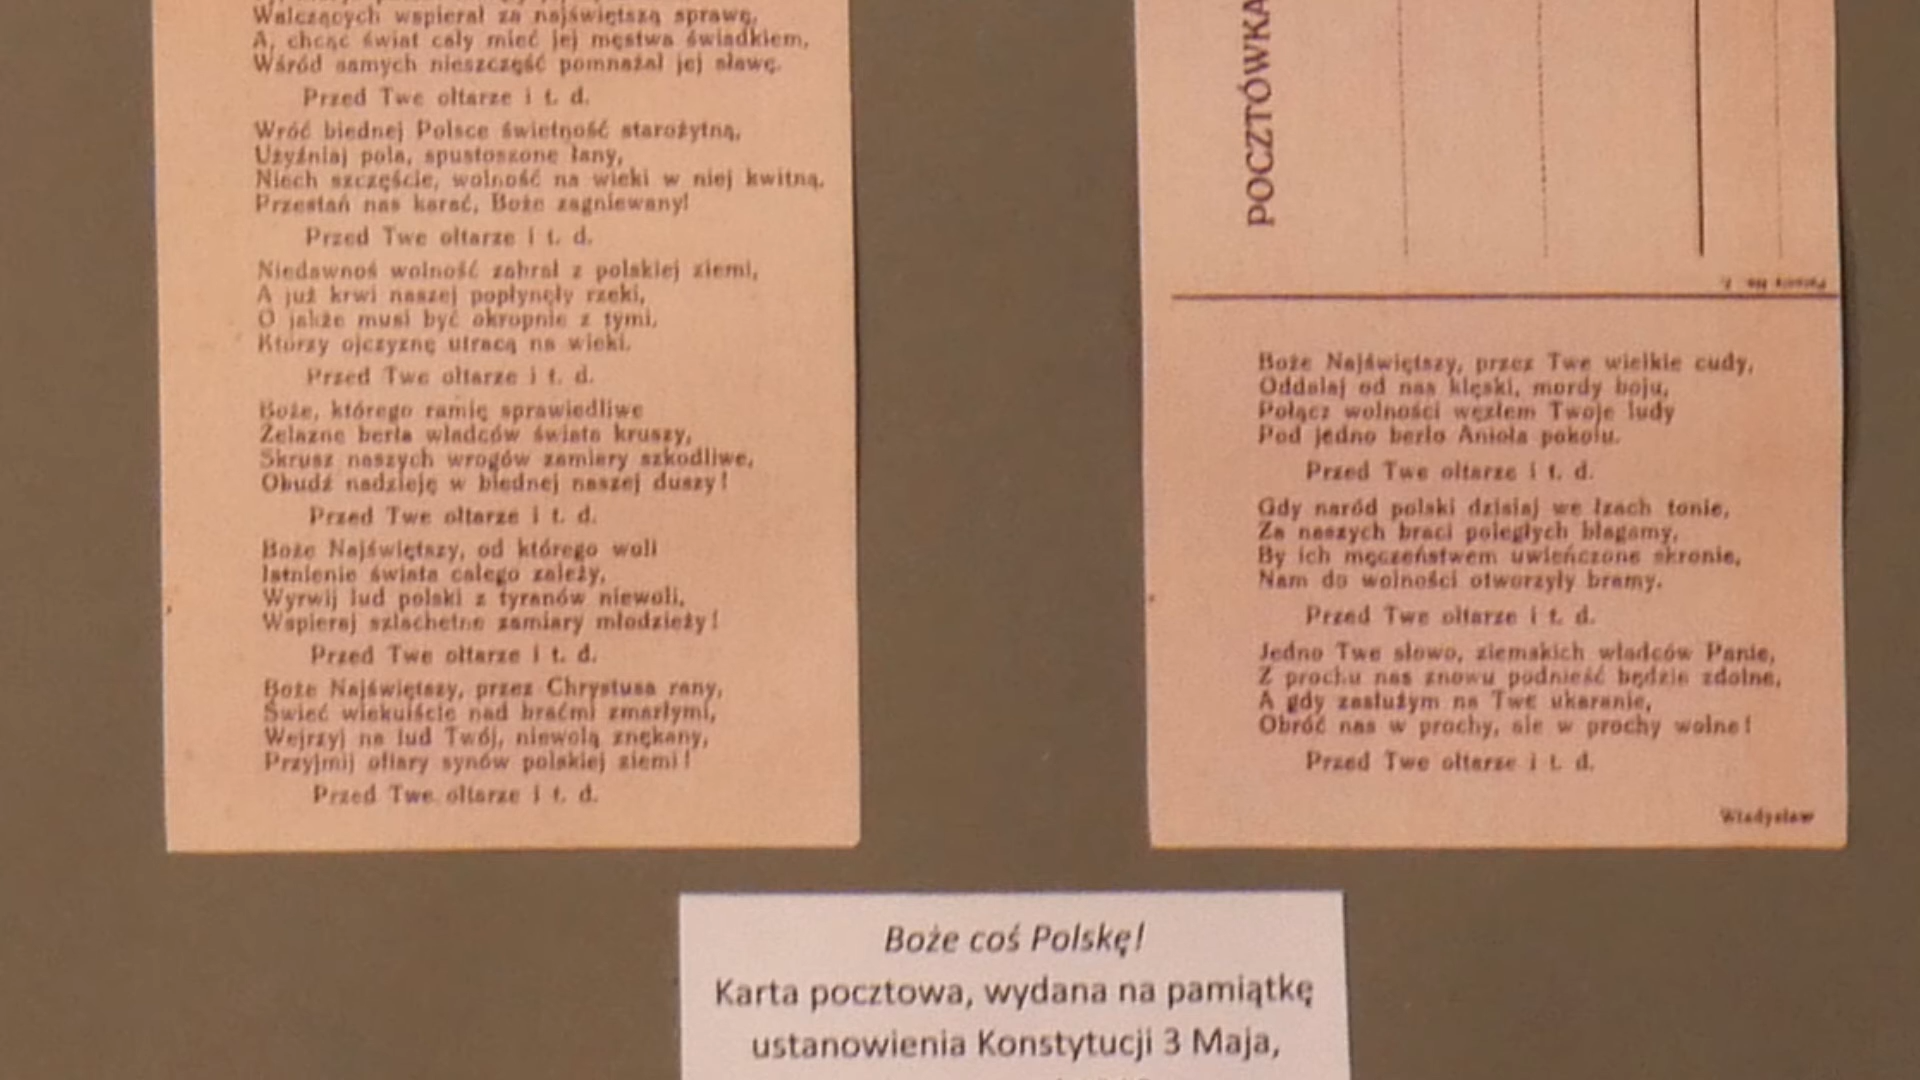 Walczących wspierał za najświętszą sprawę,
A, chcąc świat cały mieć jej męstwa świadkiem,
Wśród samych nieszczęść pomnażał jej sławę.
Przed Twe ołtarze i t. d.
Wróć biednej Polsce świetność starożytną,
Użyźniaj pola, spustoszone łany,
Niech szczęście, wolność na wieki w niej kwitną,
Przestań nas karać, Boże zagniewany!
Przed Twe ołtarze i t. d.
Niedawnoś wolność zabrał z polskiej ziemi,
A już krwi naszej popłynęły rzeki,
O jakże musi być okropnie z tymi,
Którzy ojczyznę utracą na wieki.
Przed Twe ołtarze i t. d.
Boże, którego ramię sprawiedliwe
Żelazne berła władców świata kruszy,
Skrusz naszych wrogów zamiary szkodliwe,
Obudź nadzieję w biednej naszej duszy!
Przed Twe ołtarze i t. d.
Boże Najświętszy, od którego woli
Istnienie świata całego zależy,
Wyrwij lud polski z tyranów niewoli,
Wspieraj szlachetne zamiary młodzieży!
Przed Twe ołtarze i t. d.
Boże Najświętszy, przez Chrystusa rany,
Świeć wiekuiście nad braćmi zmarłymi,
Wejrzyj na lud Twój, niewolą znękany,
Przyjmij ofiary synów polskiej ziemi!
Przed Twe ołtarze i t. d.
POCZTÓWKA
Boże Najświętszy, przez Twe wielkie cudy,
Oddalaj od nas klęski, mordy boju,
Połącz wolności węzłem Twoje ludy
Pod jedno berło Anioła pokoju.
Przed Twe ołtarze i t. d.
Gdy naród polski dzisiaj we łzach tonie,
Za naszych braci poległych błagamy,
By ich męczeństwem uwieńczone skronie,
Nam do wolności otworzyły bramy.
Przed Twe ołtarze i t. d.
Jedno Twe słowo, ziemskich władców Panie,
Z prochu nas znowu podnieść będzie zdolne,
A gdy zasłużym na Twe ukaranie,
Obróć nas w prochy, ale w prochy wolne!
Przed Twe ołtarze i t. d.
Władysław
Boże coś Polskę!
Karta pocztowa, wydana na pamiątkę
ustanowienia Konstytucji 3 Maja,